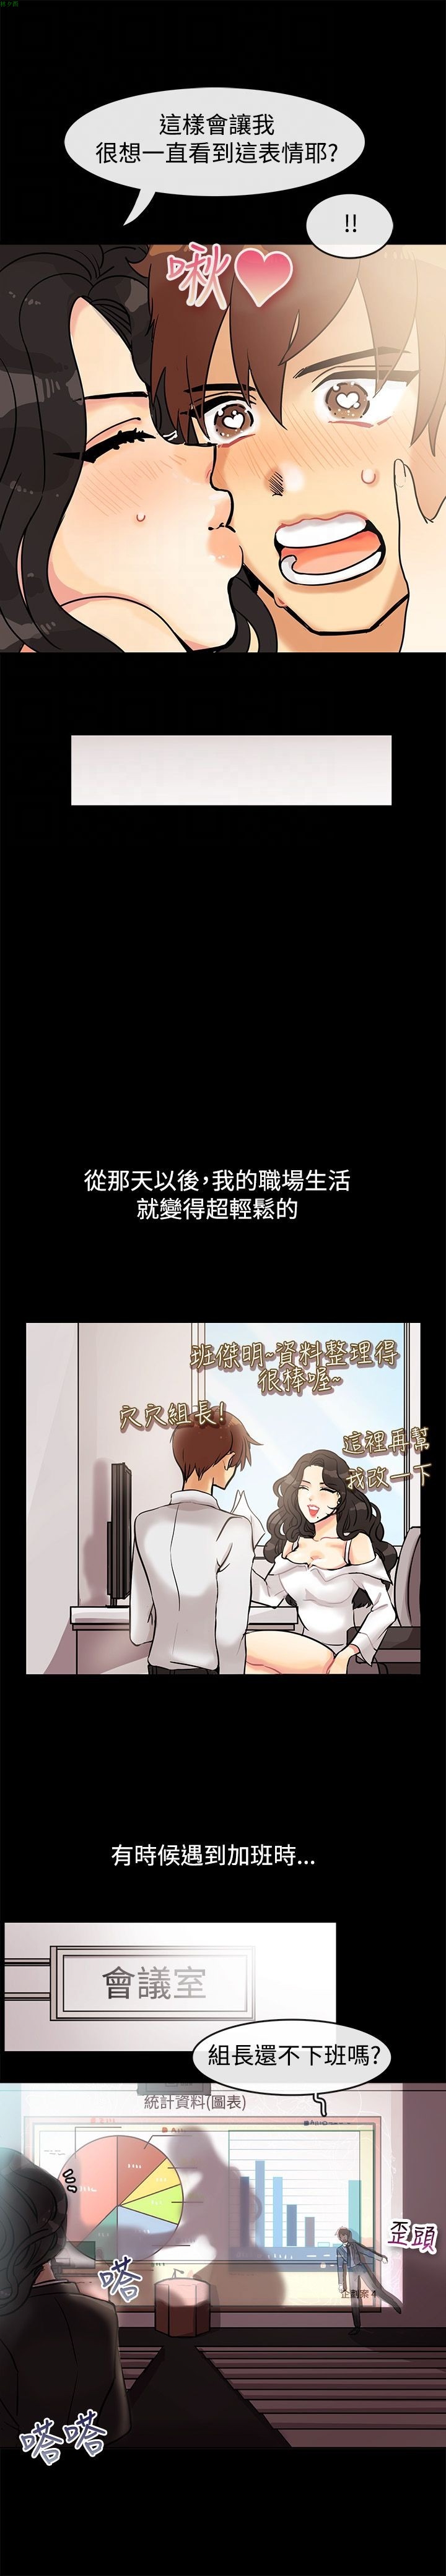 這樣會讓我
很想一直看到這表情耶?
!!
啾♥
從那天以後,我的職場生活
就變得超輕鬆的
班傑明~資料整理得
很棒喔~
穴穴組長!
這裡再幫
我改一下
有時候遇到加班時...
會議室
組長還不下班嗎?
統計資料(圖表)
歪頭
企劃案 4
嗒
嗒嗒